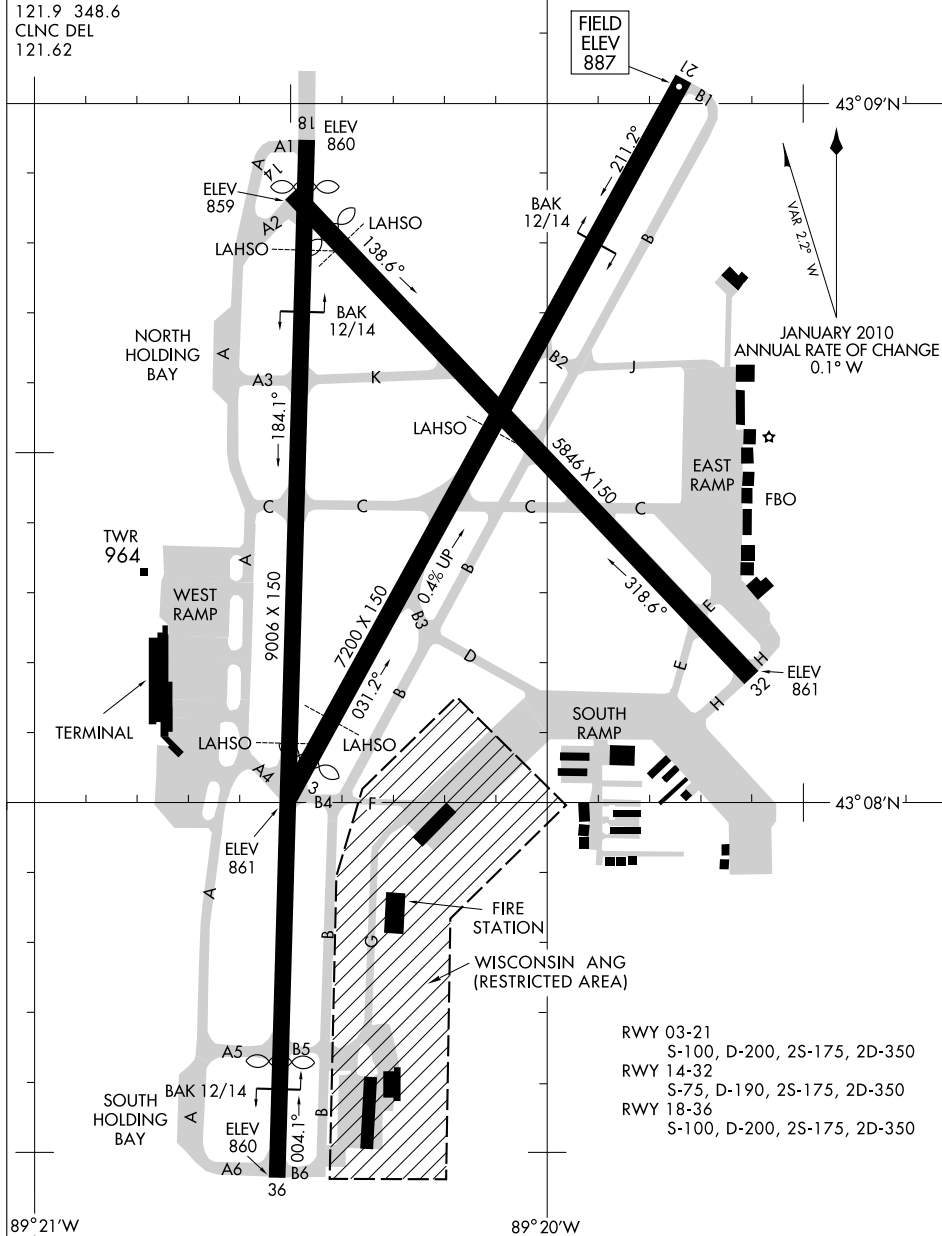 121.9 348.6
CLNC DEL
121.62
FIELD
ELEV
887
21
B1
43°09'N
18
ELEV
860
A1
A
14
ELEV
859
A2
LAHSO
LAHSO
138.6°
211.2°
BAK
12/14
B
VAR 2.2° W
JANUARY 2010
ANNUAL RATE OF CHANGE
0.1° W
BAK
12/14
NORTH
HOLDING
BAY
A
A3
K
B2
J
184.1°
LAHSO
5846 X 150
EAST
RAMP
FBO
C
C
C
C
TWR
964
A
WEST
RAMP
9006 X 150
7200 X 150
0.4% UP
B
318.6°
B3
E
D
E
H
ELEV
861
32
H
031.2°
B
TERMINAL
LAHSO
LAHSO
SOUTH
RAMP
A4
3
B4
F
43°08'N
ELEV
861
A
B
G
FIRE
STATION
WISCONSIN ANG
(RESTRICTED AREA)
RWY 03-21
S-100, D-200, 2S-175, 2D-350
RWY 14-32
S-75, D-190, 2S-175, 2D-350
RWY 18-36
S-100, D-200, 2S-175, 2D-350
A5
B5
BAK 12/14
SOUTH
HOLDING
BAY
A
ELEV
860
004.1°
B
A6
B6
36
89°21'W
89°20'W